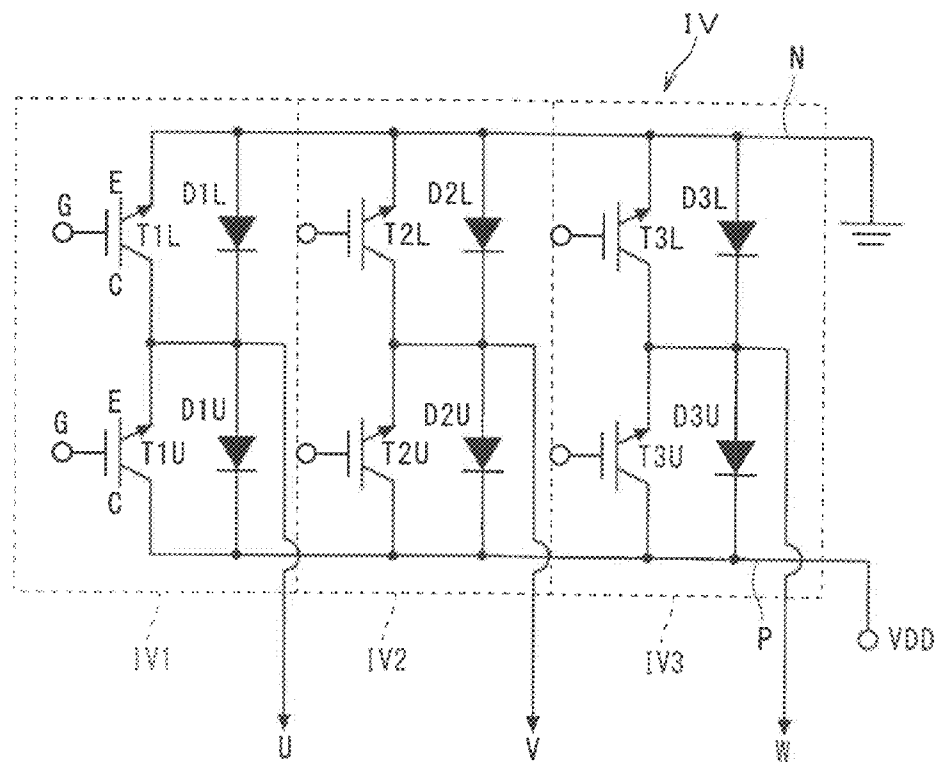 IV
N
E
G
D1L
T1L
C
D2L
T2L
D3L
T3L
E
G
D1U
T1U
C
D2U
T2U
D3U
T3U
IV1
IV2
IV3
P
VDD
U
V
W